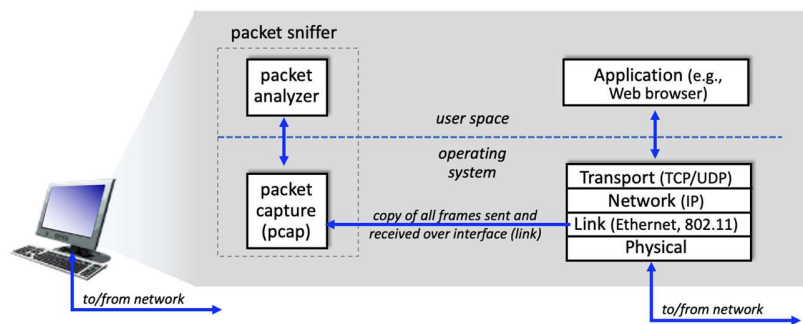 packet sniffer
packet
analyzer
Application (e.g.,
Web browser)
user space
operating
system
packet
capture
(pcap)
copy of all frames sent and
received over interface (link)
Transport (TCP/UDP)
Network (IP)
Link (Ethernet, 802.11)
Physical
to/from network
to/from network